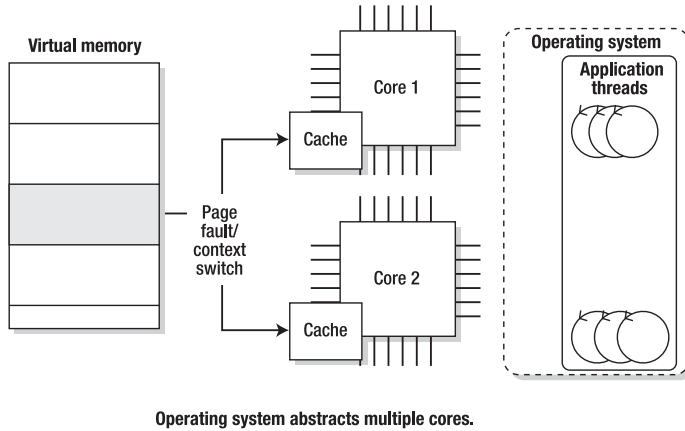 Virtual memory
Page
fault/
context
switch
Core 1
Cache
Core 2
Cache
Operating system
Application
threads
Operating system abstracts multiple cores.